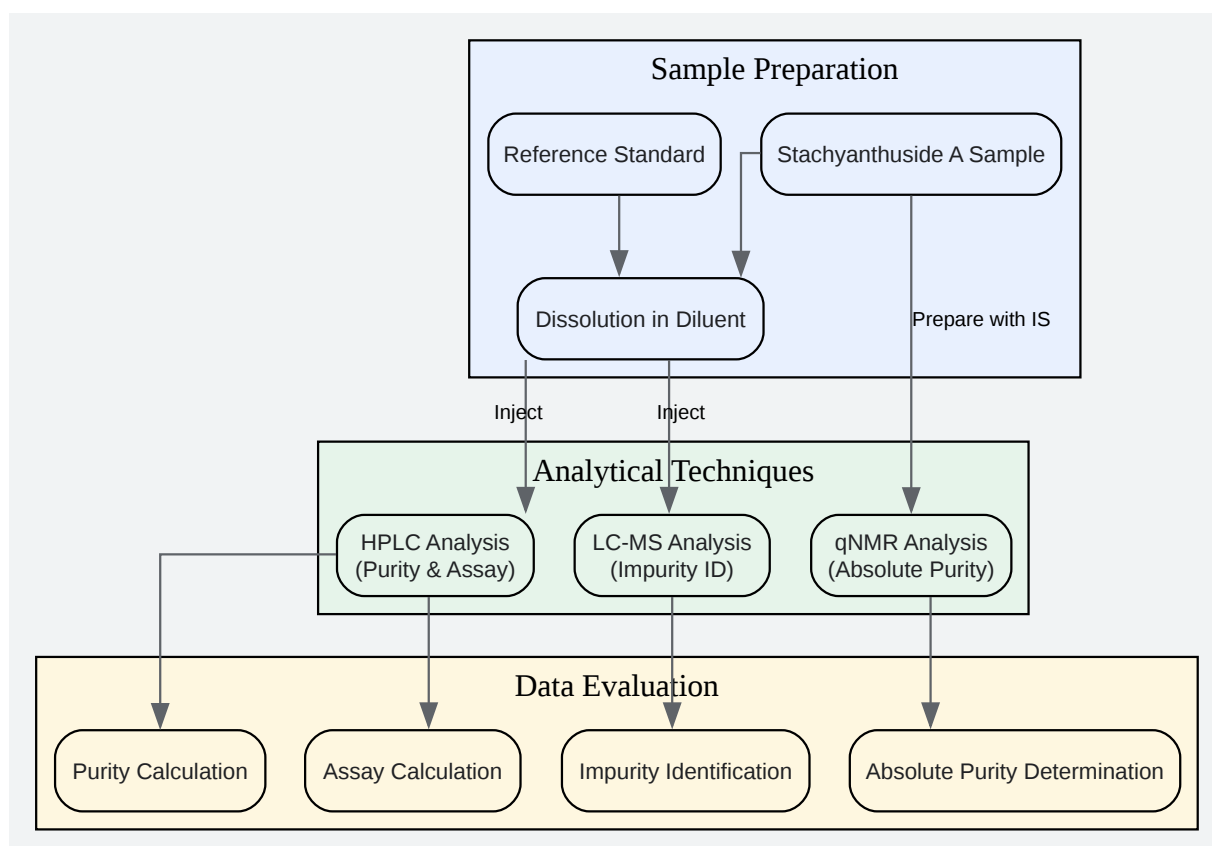 Sample Preparation
Reference Standard
Stachyanthuside A Sample
Dissolution in Diluent
Prepare with IS
Inject
Inject
Analytical Techniques
HPLC Analysis
(Purity & Assay)
LC-MS Analysis
(Impurity ID)
qNMR Analysis
(Absolute Purity)
Data Evaluation
Purity Calculation
Assay Calculation
Impurity Identification
Absolute Purity Determination